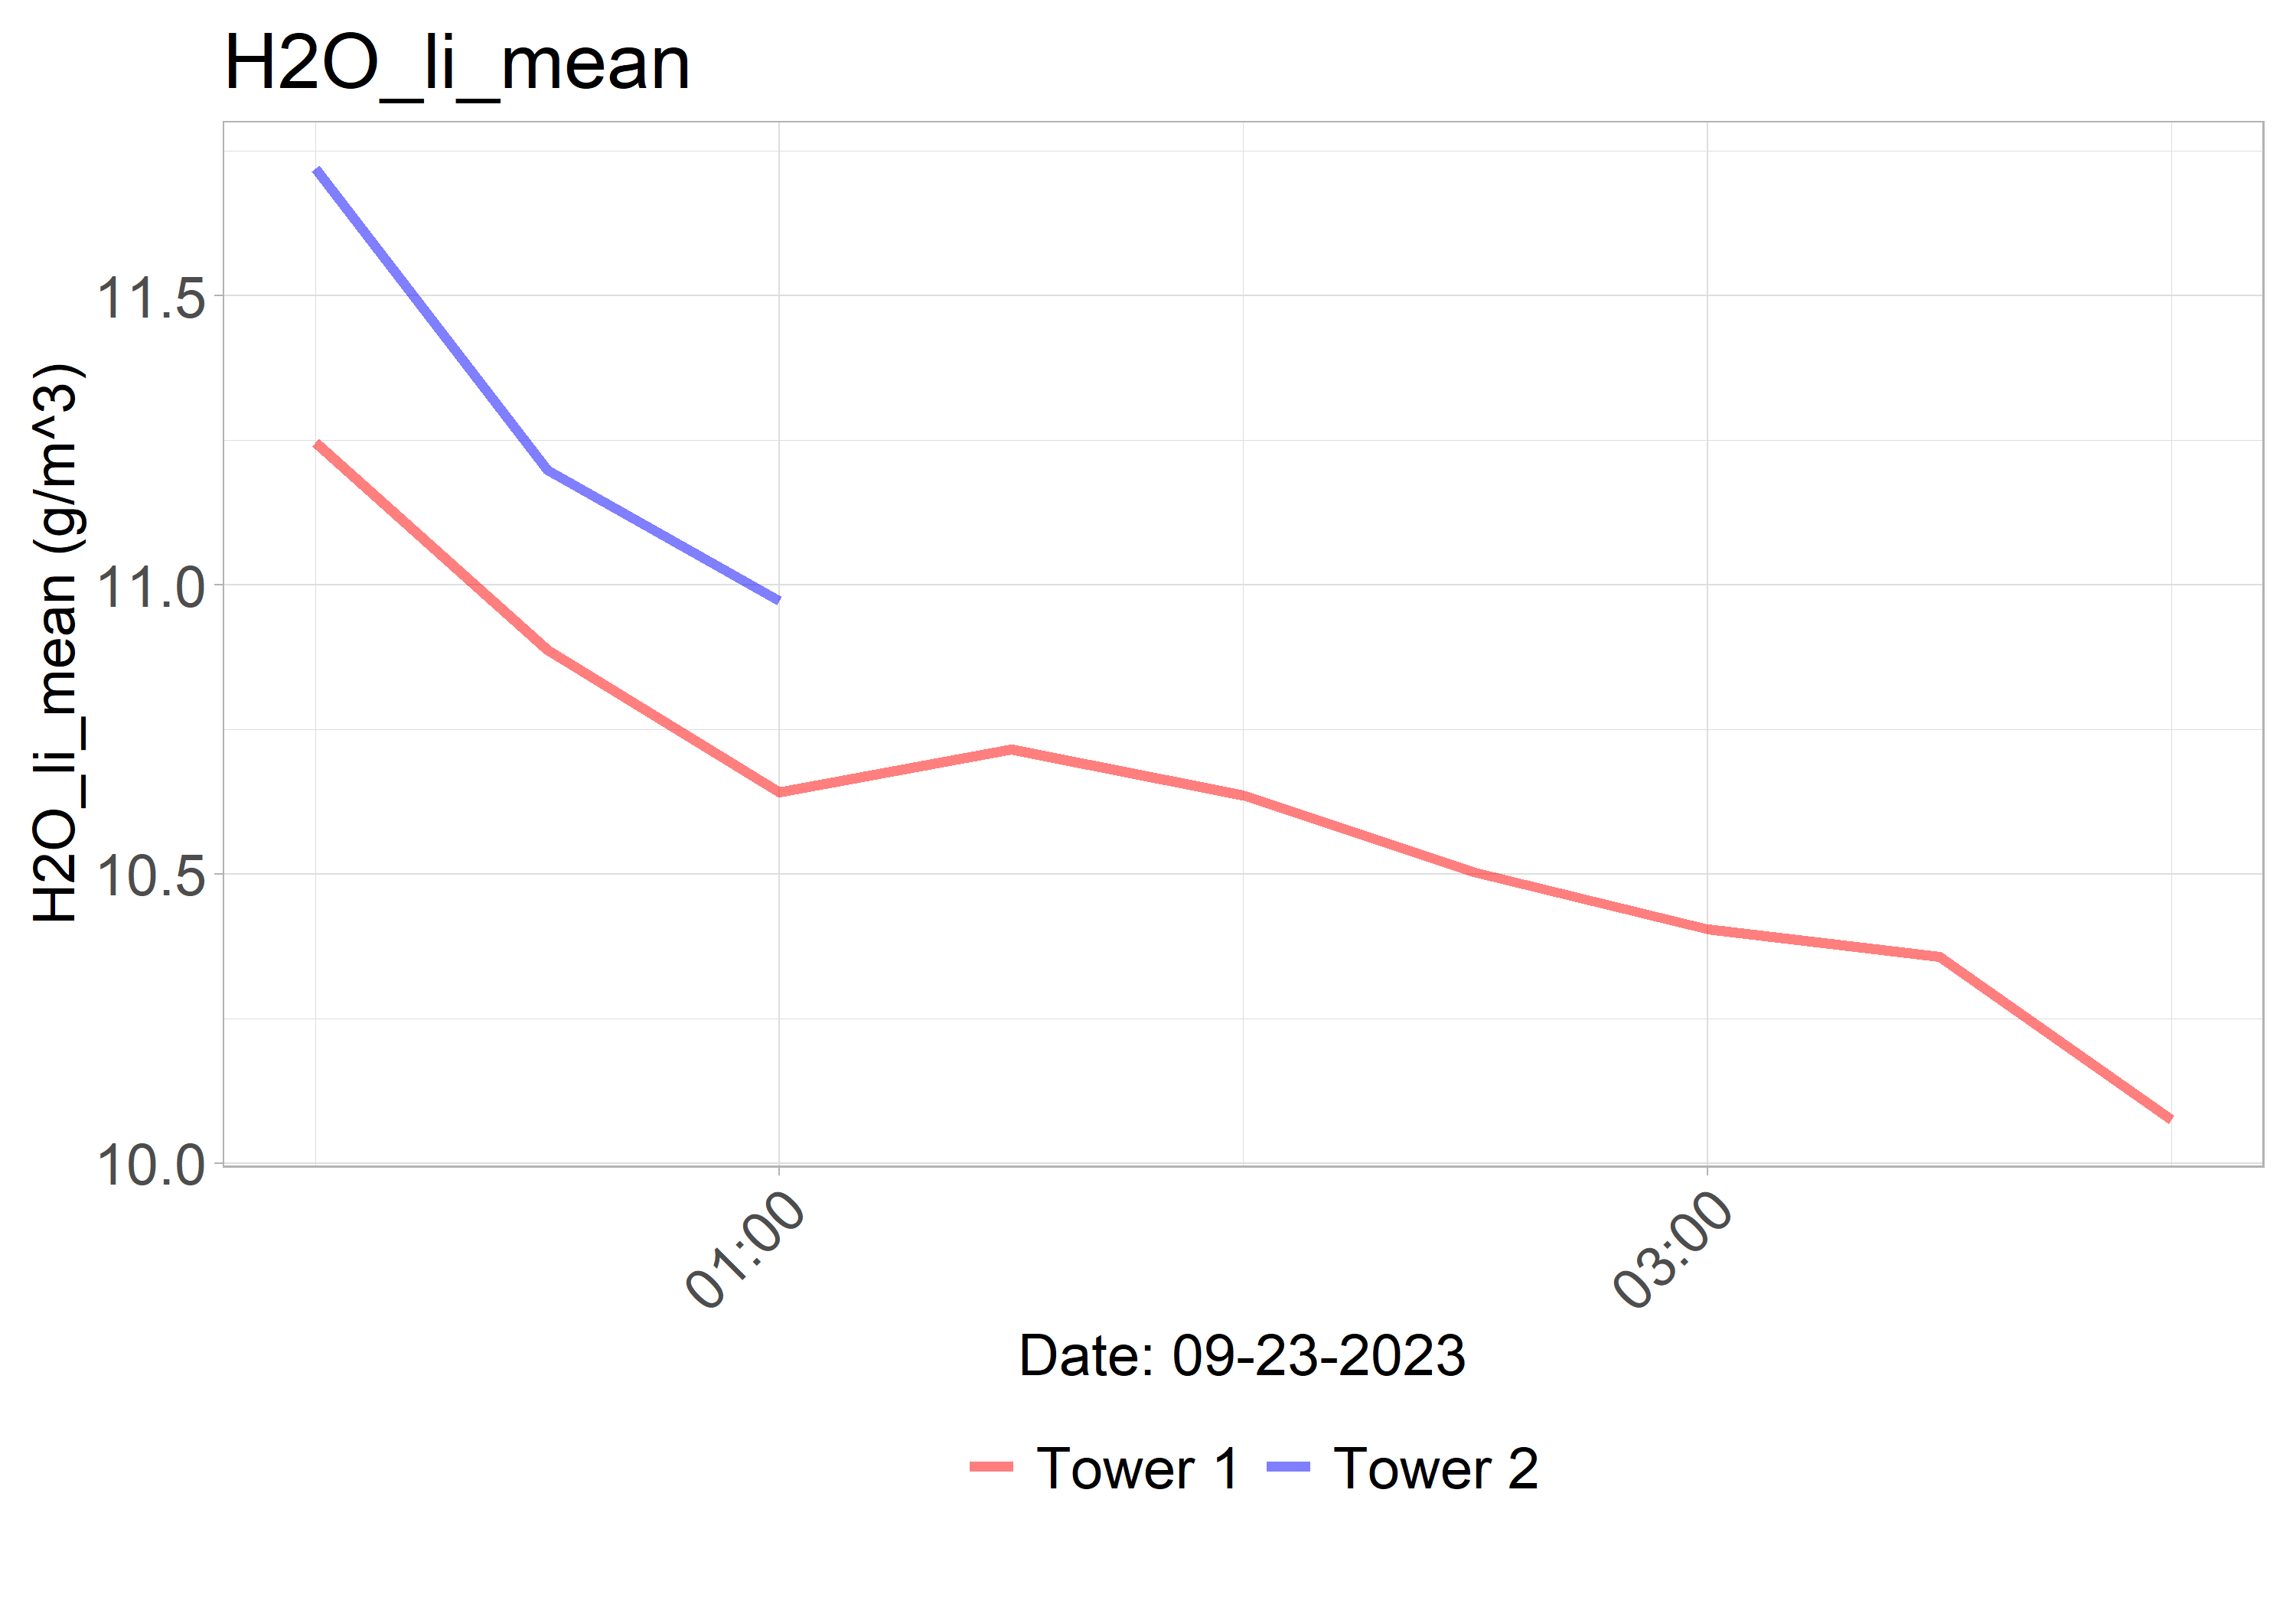 H2O_li_mean
H2O_li_mean (g/m^3)
11.5
11.0
10.5
10.0
01:00
03:00
Date: 09-23-2023
Tower 1
Tower 2